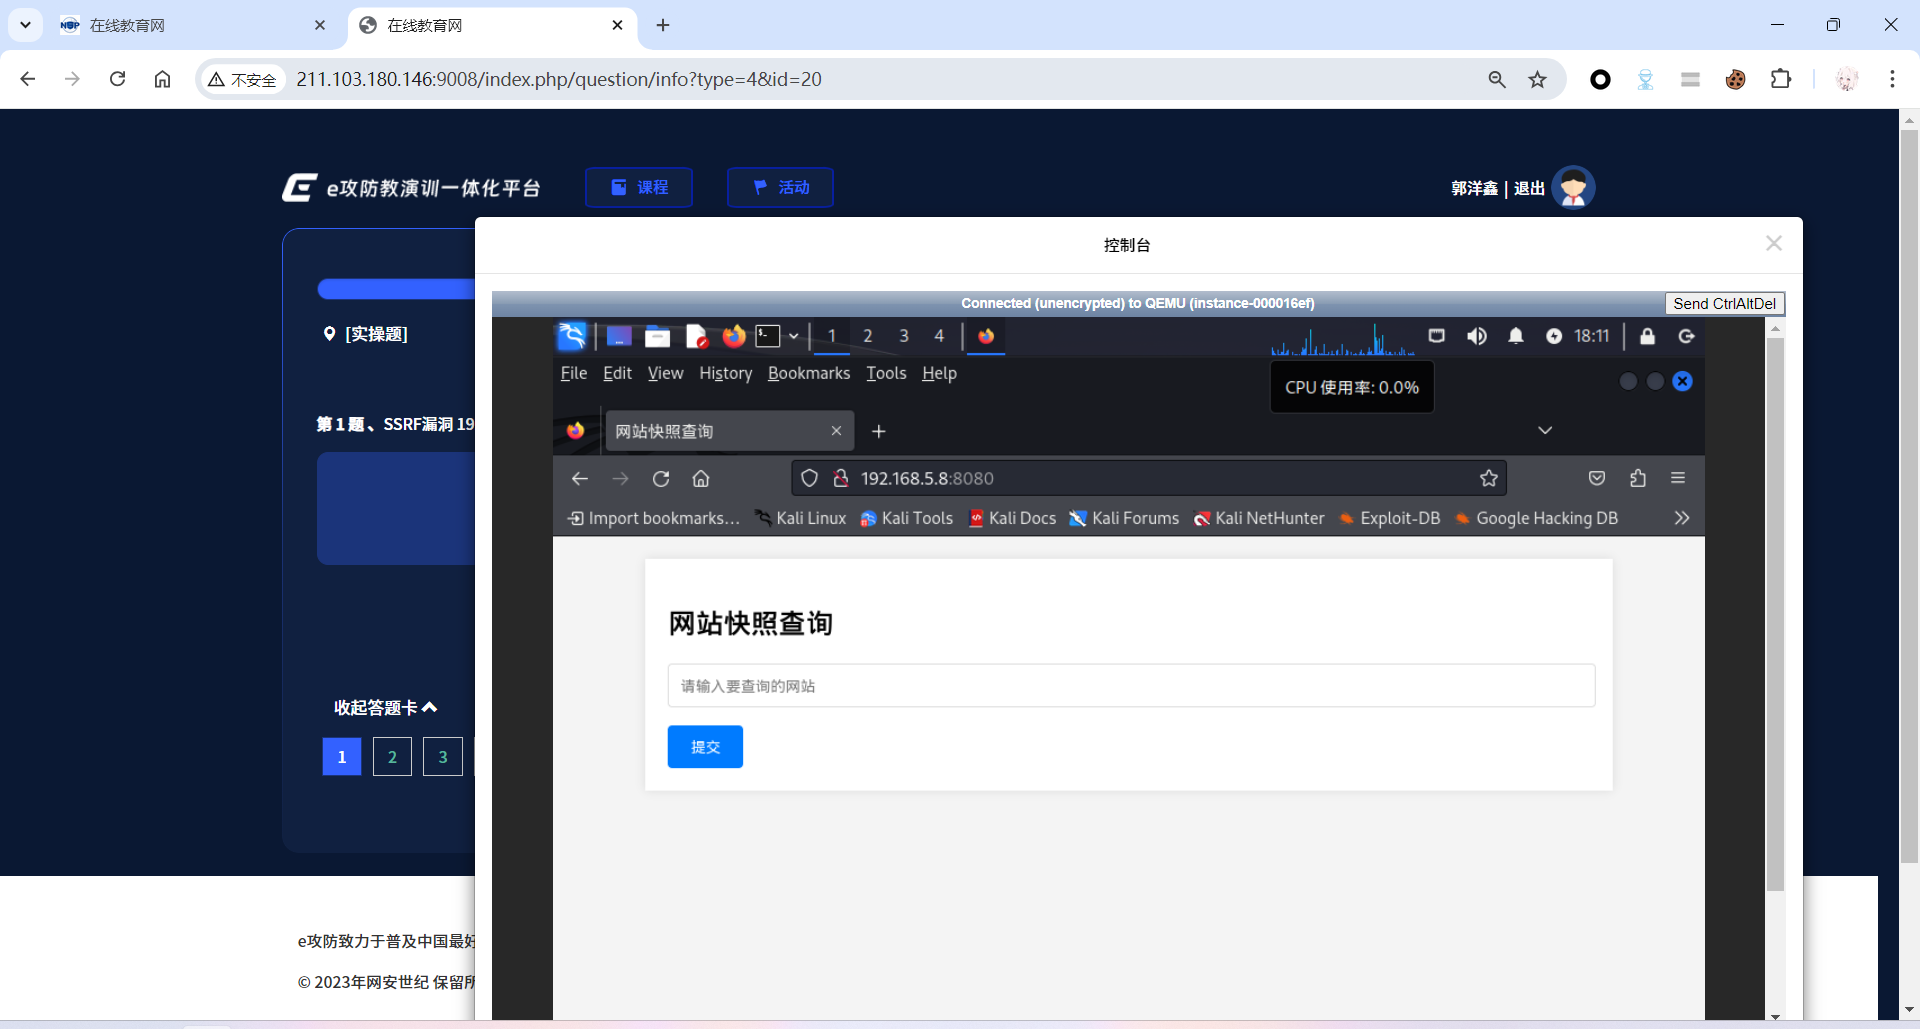 在线教育网
在线教育网
不安全
211.103.180.146:9008/index.php/question/info?type=4&id=20
e攻防教演训一体化平台
课程
活动
郭洋鑫 | 退出
控制台
Connected (unencrypted) to QEMU (instance-000016ef)
Send CtrlAltDel
1 2 3 4
18:11
[实操题]
File Edit View History Bookmarks Tools Help
CPU 使用率: 0.0%
第 1 题 、SSRF漏洞 19
网站快照查询
192.168.5.8:8080
Import bookmarks...
Kali Linux
Kali Tools
Kali Docs
Kali Forums
Kali NetHunter
Exploit-DB
Google Hacking DB
网站快照查询
请输入要查询的网站
提交
收起答题卡
1 2 3
e攻防致力于普及中国最好
© 2023年网安世纪 保留所